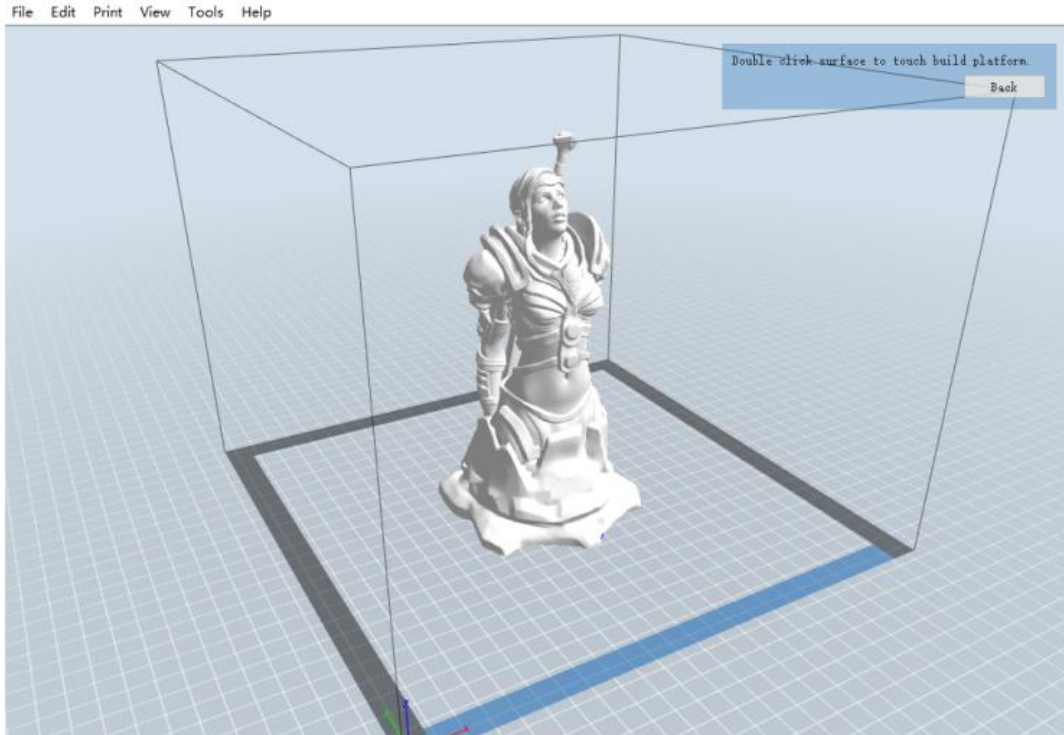 File Edit Print View Tools Help
Double click surface to touch build platform.
Back
Z